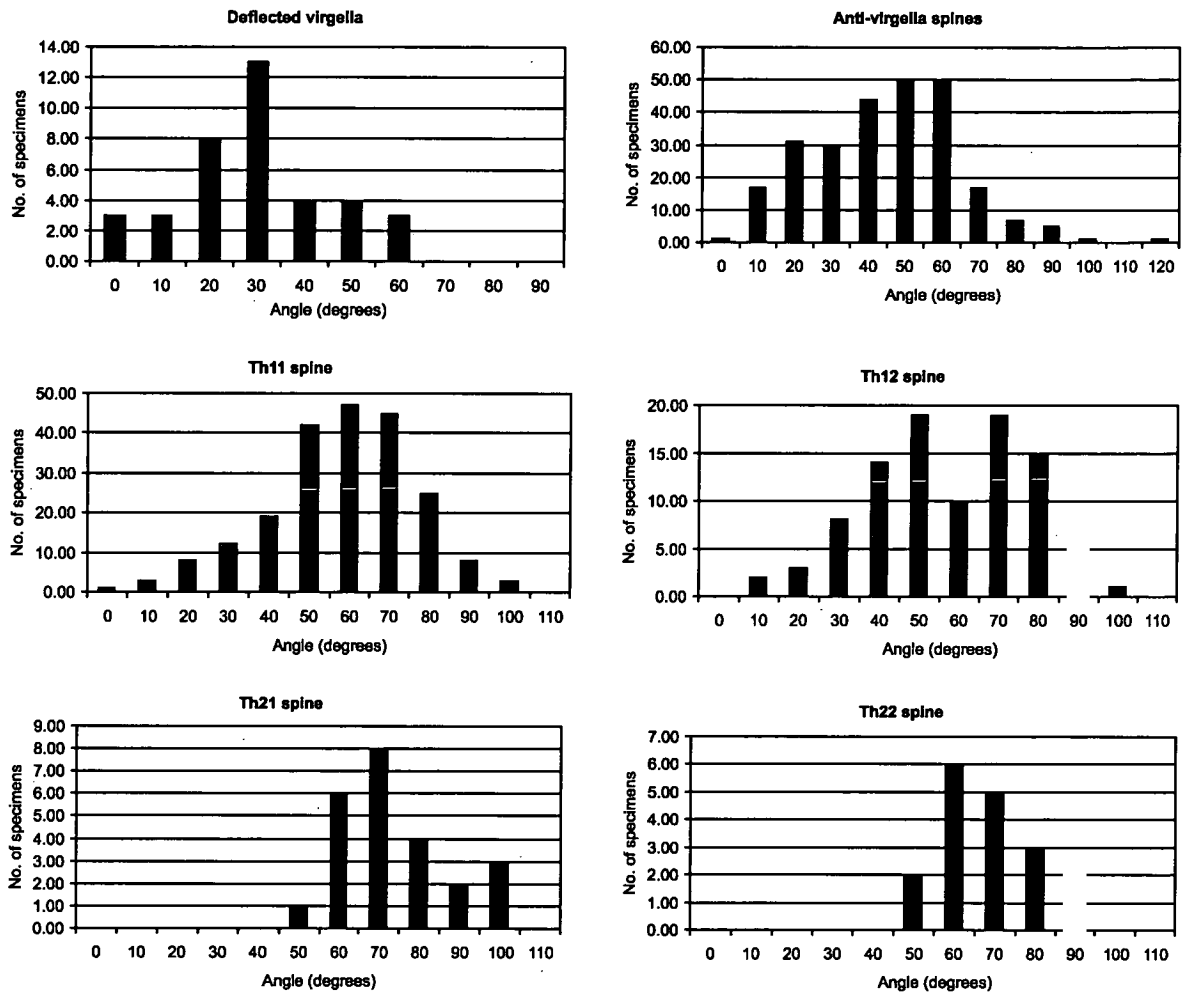 Deflected virgella
14.00
12.00
10.00
8.00
6.00
4.00
2.00
0.00
No. of specimens
0 10 20 30 40 50 60 70 80 90
Angle (degrees)
Anti-virgella spines
60.00
50.00
40.00
30.00
20.00
10.00
0.00
No. of specimens
0 10 20 30 40 50 60 70 80 90 100 110 120
Angle (degrees)
Th11 spine
50.00
40.00
30.00
20.00
10.00
0.00
No. of specimens
0 10 20 30 40 50 60 70 80 90 100 110
Angle (degrees)
Th12 spine
20.00
15.00
10.00
5.00
0.00
No. of specimens
0 10 20 30 40 50 60 70 80 90 100 110
Angle (degrees)
Th21 spine
9.00
8.00
7.00
6.00
5.00
4.00
3.00
2.00
1.00
0.00
No. of specimens
0 10 20 30 40 50 60 70 80 90 100 110
Angle (degrees)
Th22 spine
7.00
6.00
5.00
4.00
3.00
2.00
1.00
0.00
No. of specimens
0 10 20 30 40 50 60 70 80 90 100 110
Angle (degrees)